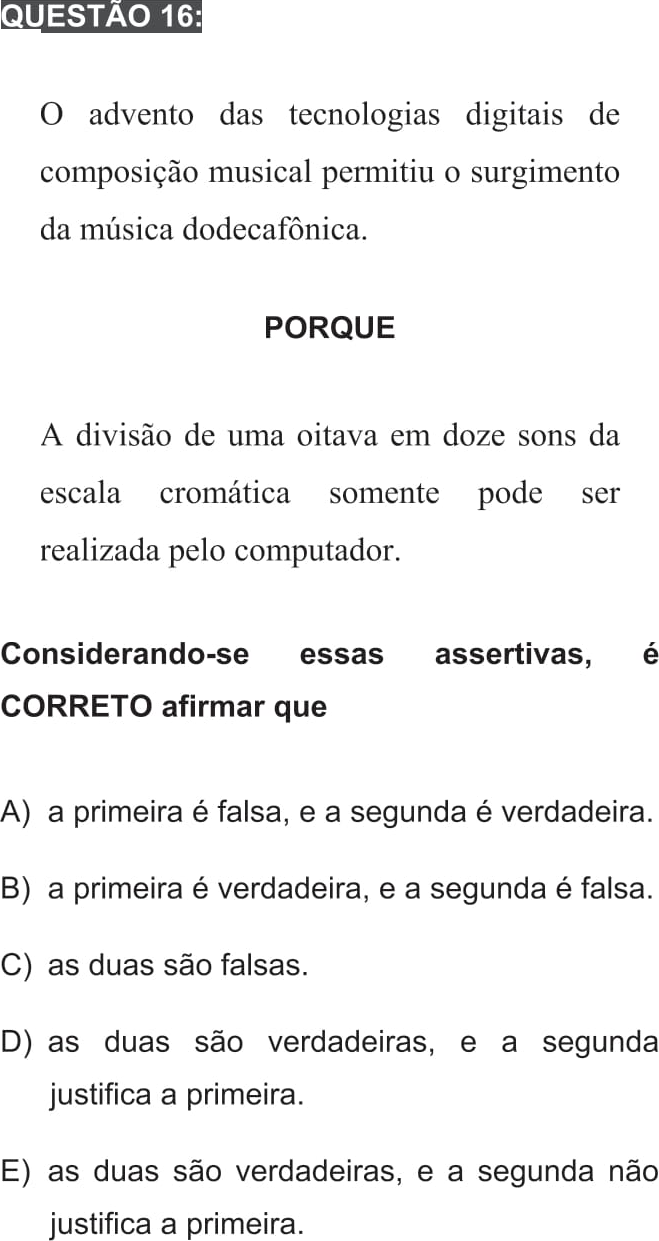 QUESTÃO 16:
O advento das tecnologias digitais de
composição musical permitiu o surgimento
da música dodecafônica.
PORQUE
A divisão de uma oitava em doze sons da
escala cromática somente pode ser
realizada pelo computador.
Considerando-se essas assertivas, é
CORRETO afirmar que
A) a primeira é falsa, e a segunda é verdadeira.
B) a primeira é verdadeira, e a segunda é falsa.
C) as duas são falsas.
D) as duas são verdadeiras, e a segunda
justifica a primeira.
E) as duas são verdadeiras, e a segunda não
justifica a primeira.